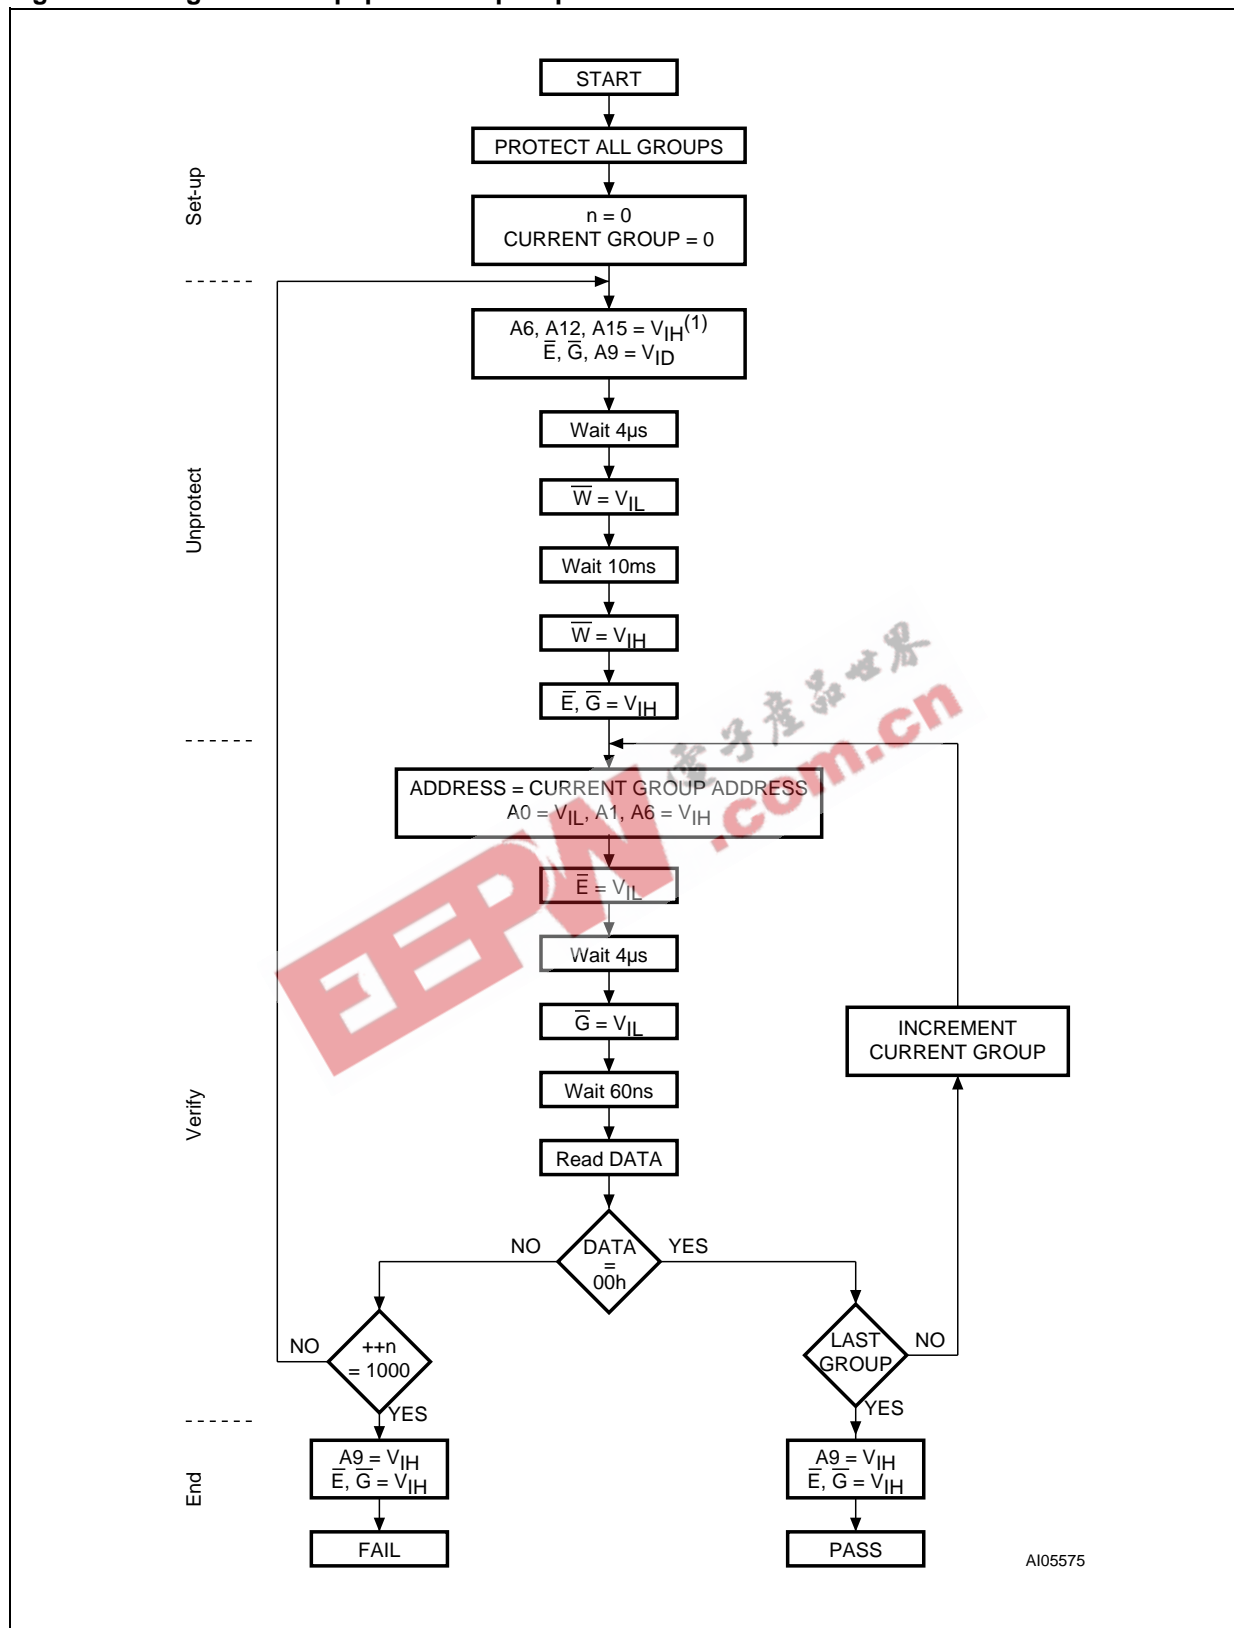 START
PROTECT ALL GROUPS
Set-up
n = 0
CURRENT GROUP = 0
A6, A12, A15 = VIH(1)
E̅, G̅, A9 = VID
Wait 4µs
Unprotect
W̅ = VIL
Wait 10ms
W̅ = VIH
E̅, G̅ = VIH
ADDRESS = CURRENT GROUP ADDRESS
A0 = VIL, A1, A6 = VIH
E̅ = VIL
Wait 4µs
G̅ = VIL
INCREMENT
CURRENT GROUP
Wait 60ns
Verify
Read DATA
NO
DATA
=
00h
YES
NO
++n
= 1000
LAST
GROUP
NO
YES
YES
End
A9 = VIH
E̅, G̅ = VIH
A9 = VIH
E̅, G̅ = VIH
FAIL
PASS
AI05575
EEPW
.com.cn
電子產品世界